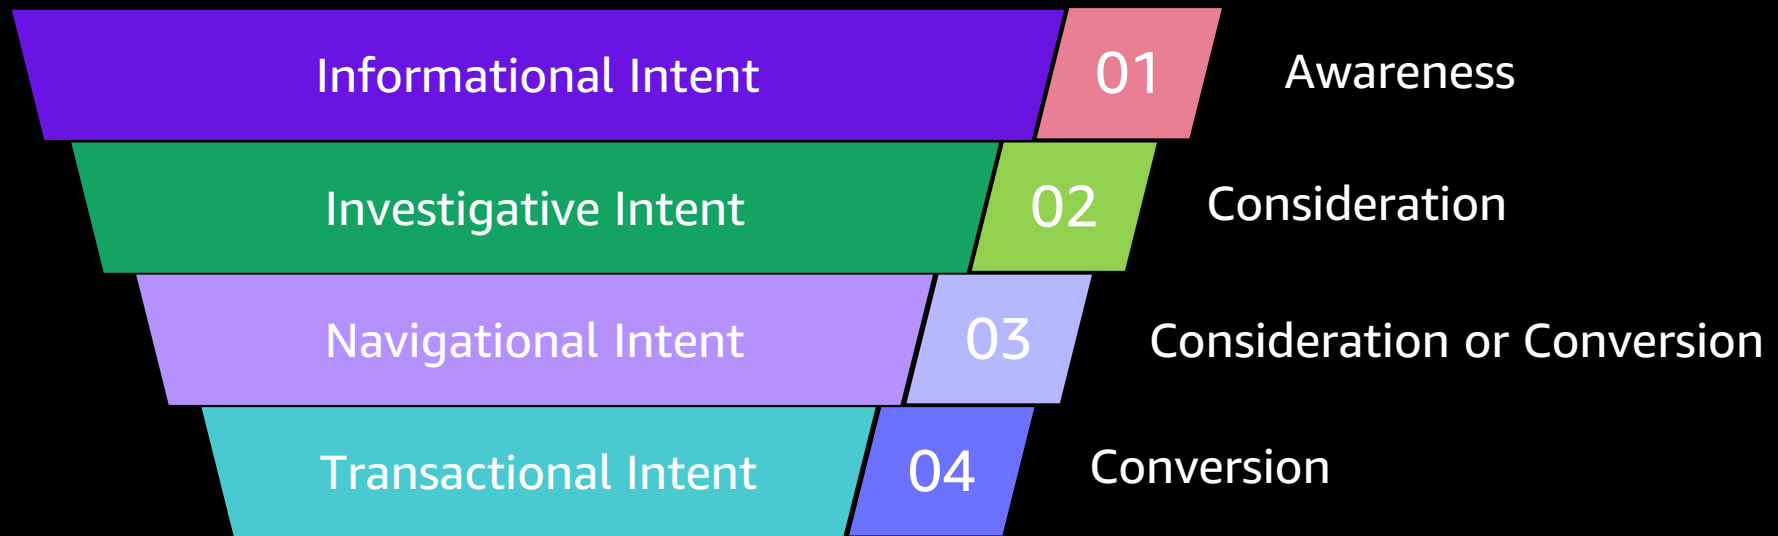 Informational Intent 01 Awareness
Investigative Intent 02 Consideration
Navigational Intent 03 Consideration or Conversion
Transactional Intent 04 Conversion